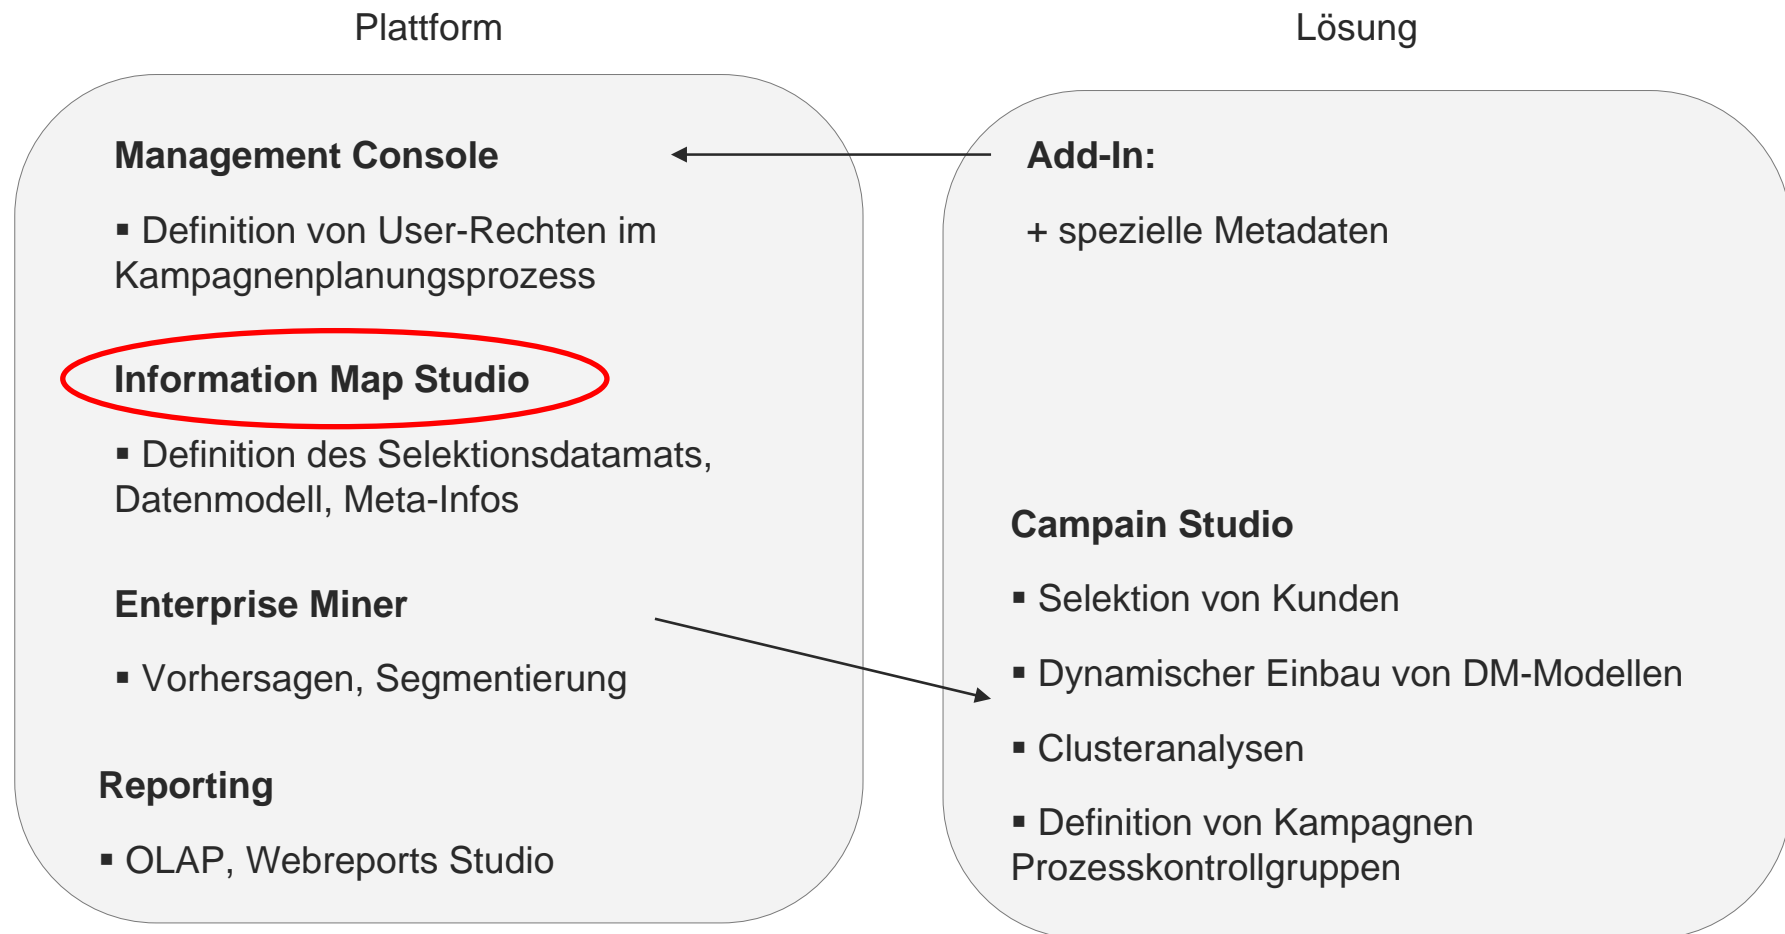 Plattform
Lösung
Management Console
▪ Definition von User-Rechten im
Kampagnenplanungsprozess
Information Map Studio
▪ Definition des Selektionsdatamats,
Datenmodell, Meta-Infos
Enterprise Miner
▪ Vorhersagen, Segmentierung
Reporting
▪ OLAP, Webreports Studio
Add-In:
+ spezielle Metadaten
Campain Studio
▪ Selektion von Kunden
▪ Dynamischer Einbau von DM-Modellen
▪ Clusteranalysen
▪ Definition von Kampagnen
Prozesskontrollgruppen